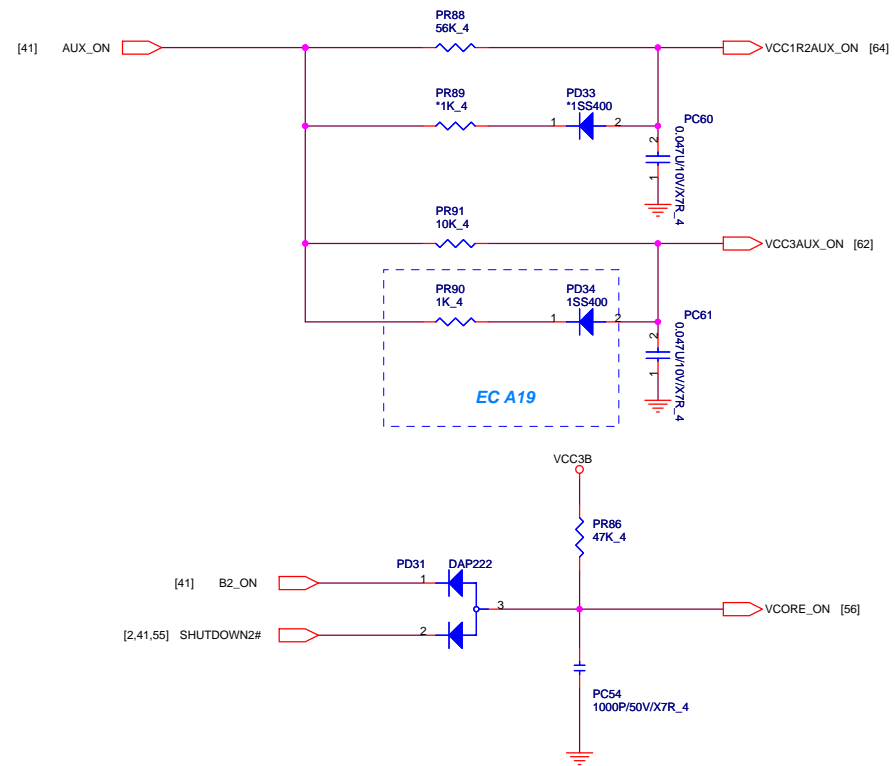 PR88
56K_4
[41] AUX_ON
VCC1R2AUX_ON [64]
PR89
*1K_4
PD33
*1SS400
1
2
PC60
0.047U/10V/X7R_4
2
1
PR91
10K_4
VCC3AUX_ON [62]
PR90
1K_4
PD34
1SS400
1
2
PC61
0.047U/10V/X7R_4
2
1
EC A19
VCC3B
PR86
47K_4
PD31 DAP222
[41] B2_ON
1
3
VCORE_ON [56]
[2,41,55] SHUTDOWN2#
2
PC54
1000P/50V/X7R_4